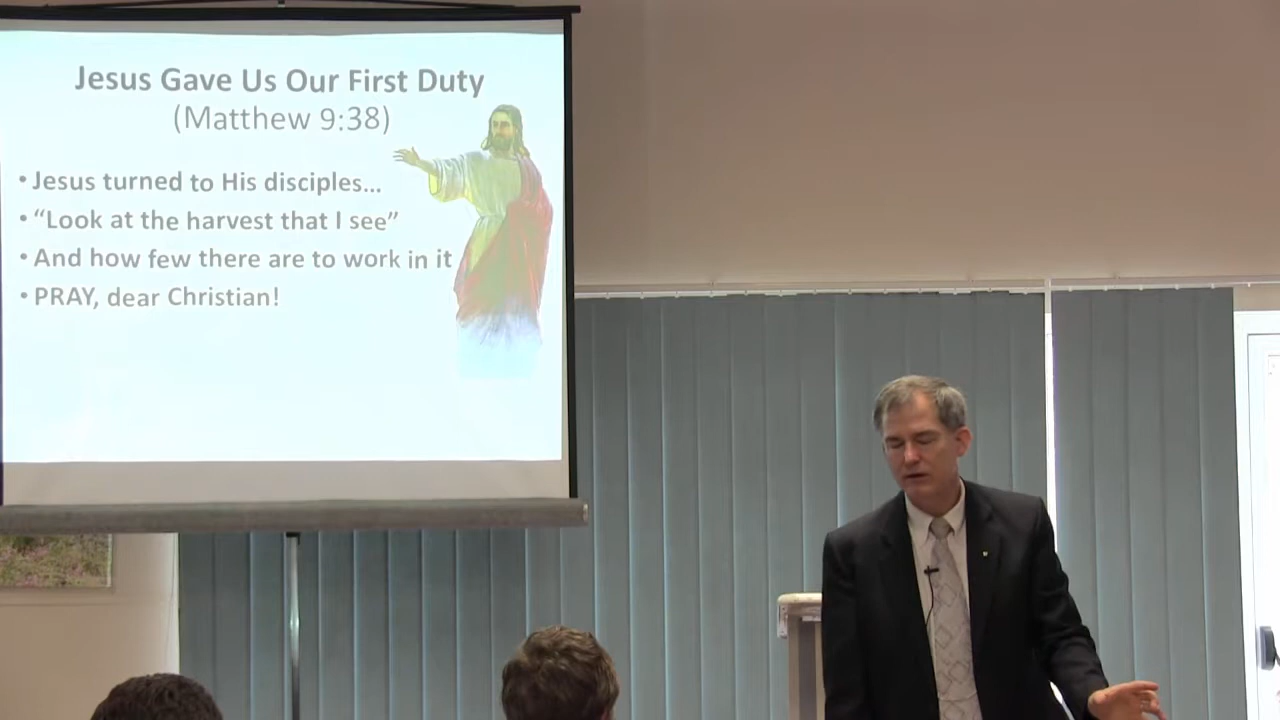 Jesus Gave Us Our First Duty
(Matthew 9:38)
• Jesus turned to His disciples…
• “Look at the harvest that I see”
• And how few there are to work in it
• PRAY, dear Christian!